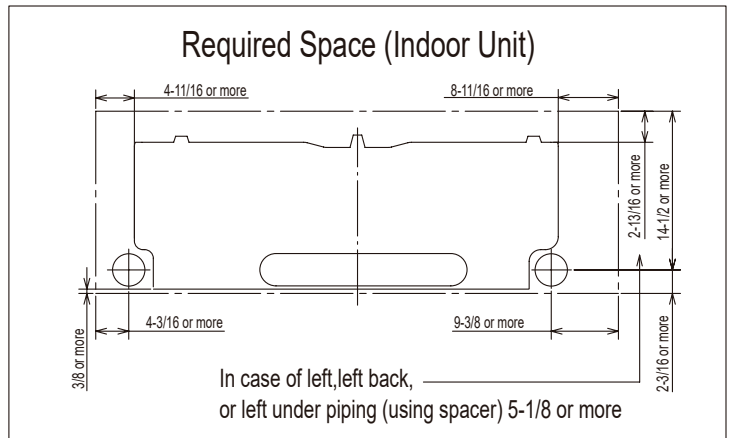 Required Space (Indoor Unit)
4-11/16 or more
8-11/16 or more
2-13/16 or more
14-1/2 or more
3/8 or more
4-3/16 or more
9-3/8 or more
2-3/16 or more
In case of left,left back,
or left under piping (using spacer) 5-1/8 or more